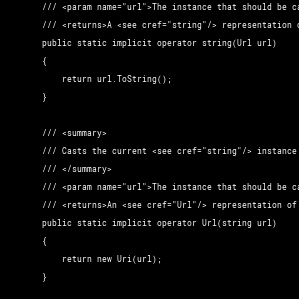 /// <param name="url">The instance that should be
/// <returns>A <see cref="string"/> representation
public static implicit operator string(Url url)
{
return url.ToString();
}
/// <summary>
/// Casts the current <see cref="string"/> instance
/// </summary>
/// <param name="url">The instance that should be
/// <returns>An <see cref="Url"/> representation of
public static implicit operator Url(string url)
{
return new Uri(url);
}